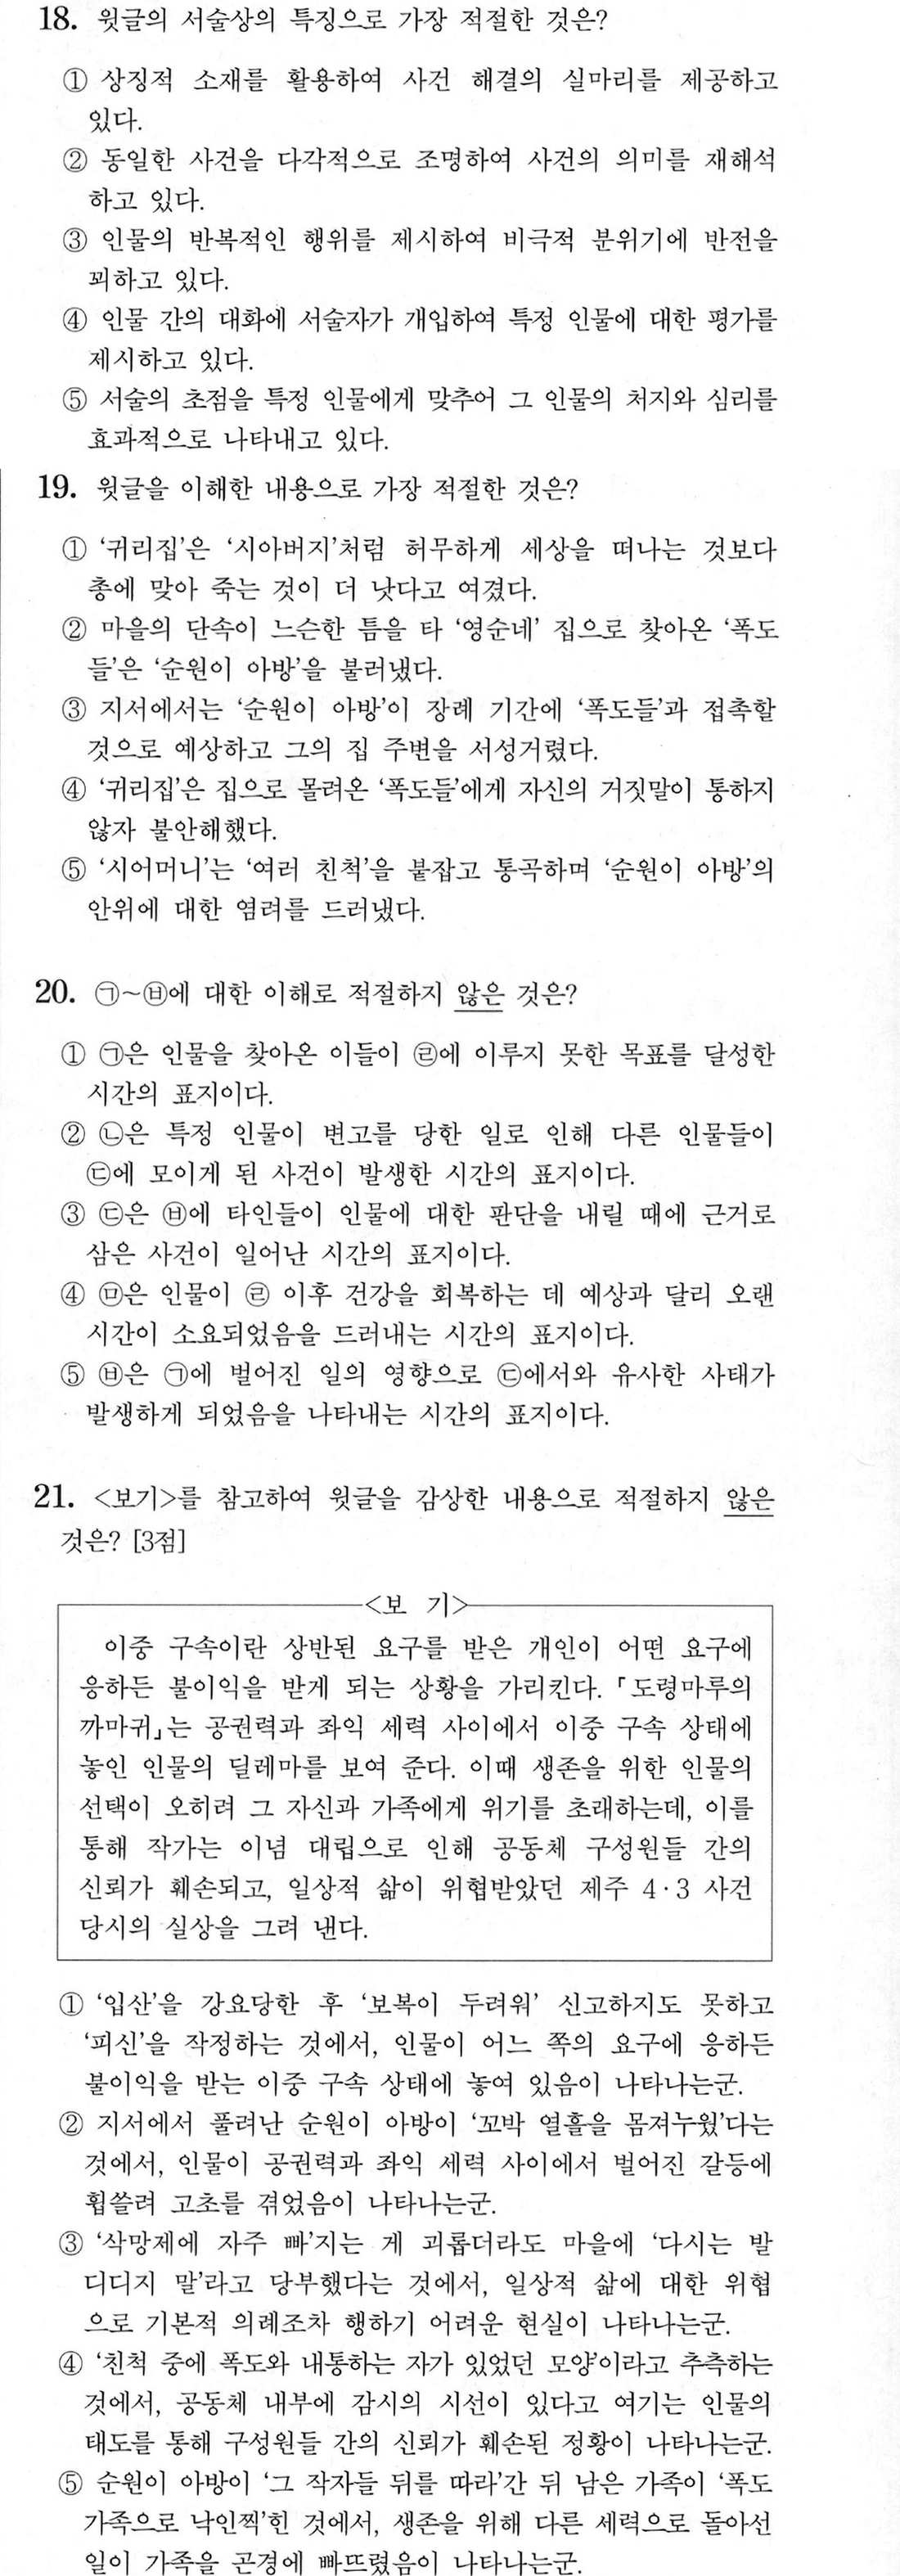 18. 윗글의 서술상의 특징으로 가장 적절한 것은?
① 상징적 소재를 활용하여 사건 해결의 실마리를 제공하고
있다.
② 동일한 사건을 다각적으로 조명하여 사건의 의미를 재해석
하고 있다.
③ 인물의 반복적인 행위를 제시하여 비극적 분위기에 반전을
꾀하고 있다.
④ 인물 간의 대화에 서술자가 개입하여 특정 인물에 대한 평가를
제시하고 있다.
⑤ 서술의 초점을 특정 인물에게 맞추어 그 인물의 처지와 심리를
효과적으로 나타내고 있다.
19. 윗글을 이해한 내용으로 가장 적절한 것은?
① ‘귀리집’은 ‘시아버지’처럼 허무하게 세상을 떠나는 것보다
총에 맞아 죽는 것이 더 낫다고 여겼다.
② 마을의 단속이 느슨한 틈을 타 ‘영순네’ 집으로 찾아온 ‘폭도
들’은 ‘순원이 아방’을 불러냈다.
③ 지서에서는 ‘순원이 아방’이 장례 기간에 ‘폭도들’과 접촉할
것으로 예상하고 그의 집 주변을 서성거렸다.
④ ‘귀리집’은 집으로 몰려온 ‘폭도들’에게 자신의 거짓말이 통하지
않자 불안해했다.
⑤ ‘시어머니’는 ‘여러 친척’을 붙잡고 통곡하며 ‘순원이 아방’의
안위에 대한 염려를 드러냈다.
20. ㉠~㉥에 대한 이해로 적절하지 않은 것은?
① ㉠은 인물을 찾아온 이들이 ㉣에 이루지 못한 목표를 달성한
시간의 표지이다.
② ㉡은 특정 인물이 변고를 당한 일로 인해 다른 인물들이
㉢에 모이게 된 사건이 발생한 시간의 표지이다.
③ ㉢은 ㉥에 타인들이 인물에 대한 판단을 내릴 때에 근거로
삼은 사건이 일어난 시간의 표지이다.
④ ㉤은 인물이 ㉣ 이후 건강을 회복하는 데 예상과 달리 오랜
시간이 소요되었음을 드러내는 시간의 표지이다.
⑤ ㉥은 ㉠에 벌어진 일의 영향으로 ㉢에서와 유사한 사태가
발생하게 되었음을 나타내는 시간의 표지이다.
21. <보기>를 참고하여 윗글을 감상한 내용으로 적절하지 않은
것은? [3점]
<보 기>
이중 구속이란 상반된 요구를 받은 개인이 어떤 요구에
응하든 불이익을 받게 되는 상황을 가리킨다. 「도령마루의
까마귀」는 공권력과 좌익 세력 사이에서 이중 구속 상태에
놓인 인물의 딜레마를 보여 준다. 이때 생존을 위한 인물의
선택이 오히려 그 자신과 가족에게 위기를 초래하는데, 이를
통해 작가는 이념 대립으로 인해 공동체 구성원들 간의
신뢰가 훼손되고, 일상적 삶이 위협받았던 제주 4·3 사건
당시의 실상을 그려 낸다.
① ‘입산’을 강요당한 후 ‘보복이 두려워’ 신고하지도 못하고
‘피신’을 작정하는 것에서, 인물이 어느 쪽의 요구에 응하든
불이익을 받는 이중 구속 상태에 놓여 있음이 나타나는군.
② 지서에서 풀려난 순원이 아방이 ‘꼬박 열흘을 몸져누웠’다는
것에서, 인물이 공권력과 좌익 세력 사이에서 벌어진 갈등에
휩쓸려 고초를 겪었음이 나타나는군.
③ ‘삭망제에 자주 빠’지는 게 괴롭더라도 마을에 ‘다시는 발
디디지 말’라고 당부했다는 것에서, 일상적 삶에 대한 위협
으로 기본적 의례조차 행하기 어려운 현실이 나타나는군.
④ ‘친척 중에 폭도와 내통하는 자가 있었던 모양’이라고 추측하는
것에서, 공동체 내부에 감시의 시선이 있다고 여기는 인물의
태도를 통해 구성원들 간의 신뢰가 훼손된 정황이 나타나는군.
⑤ 순원이 아방이 ‘그 작자들 뒤를 따라’간 뒤 남은 가족이 ‘폭도
가족으로 낙인찍’힌 것에서, 생존을 위해 다른 세력으로 돌아선
일이 가족을 곤경에 빠뜨렸음이 나타나는군.